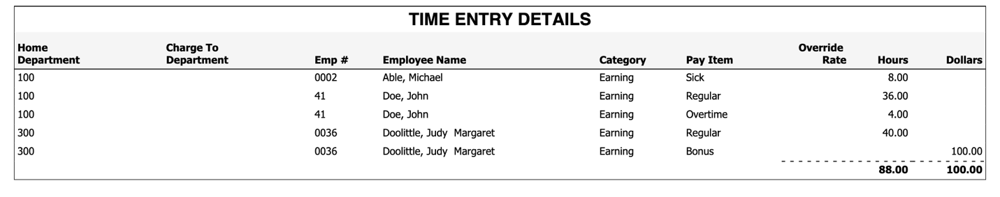 TIME ENTRY DETAILS
Home Charge To Override
Department Department Emp # Employee Name Category Pay Item Rate Hours Dollars
100 0002 Able, Michael Earning Sick 8.00
100 41 Doe, John Earning Regular 36.00
100 41 Doe, John Earning Overtime 4.00
300 0036 Doolittle, Judy Margaret Earning Regular 40.00
300 0036 Doolittle, Judy Margaret Earning Bonus 100.00
88.00 100.00